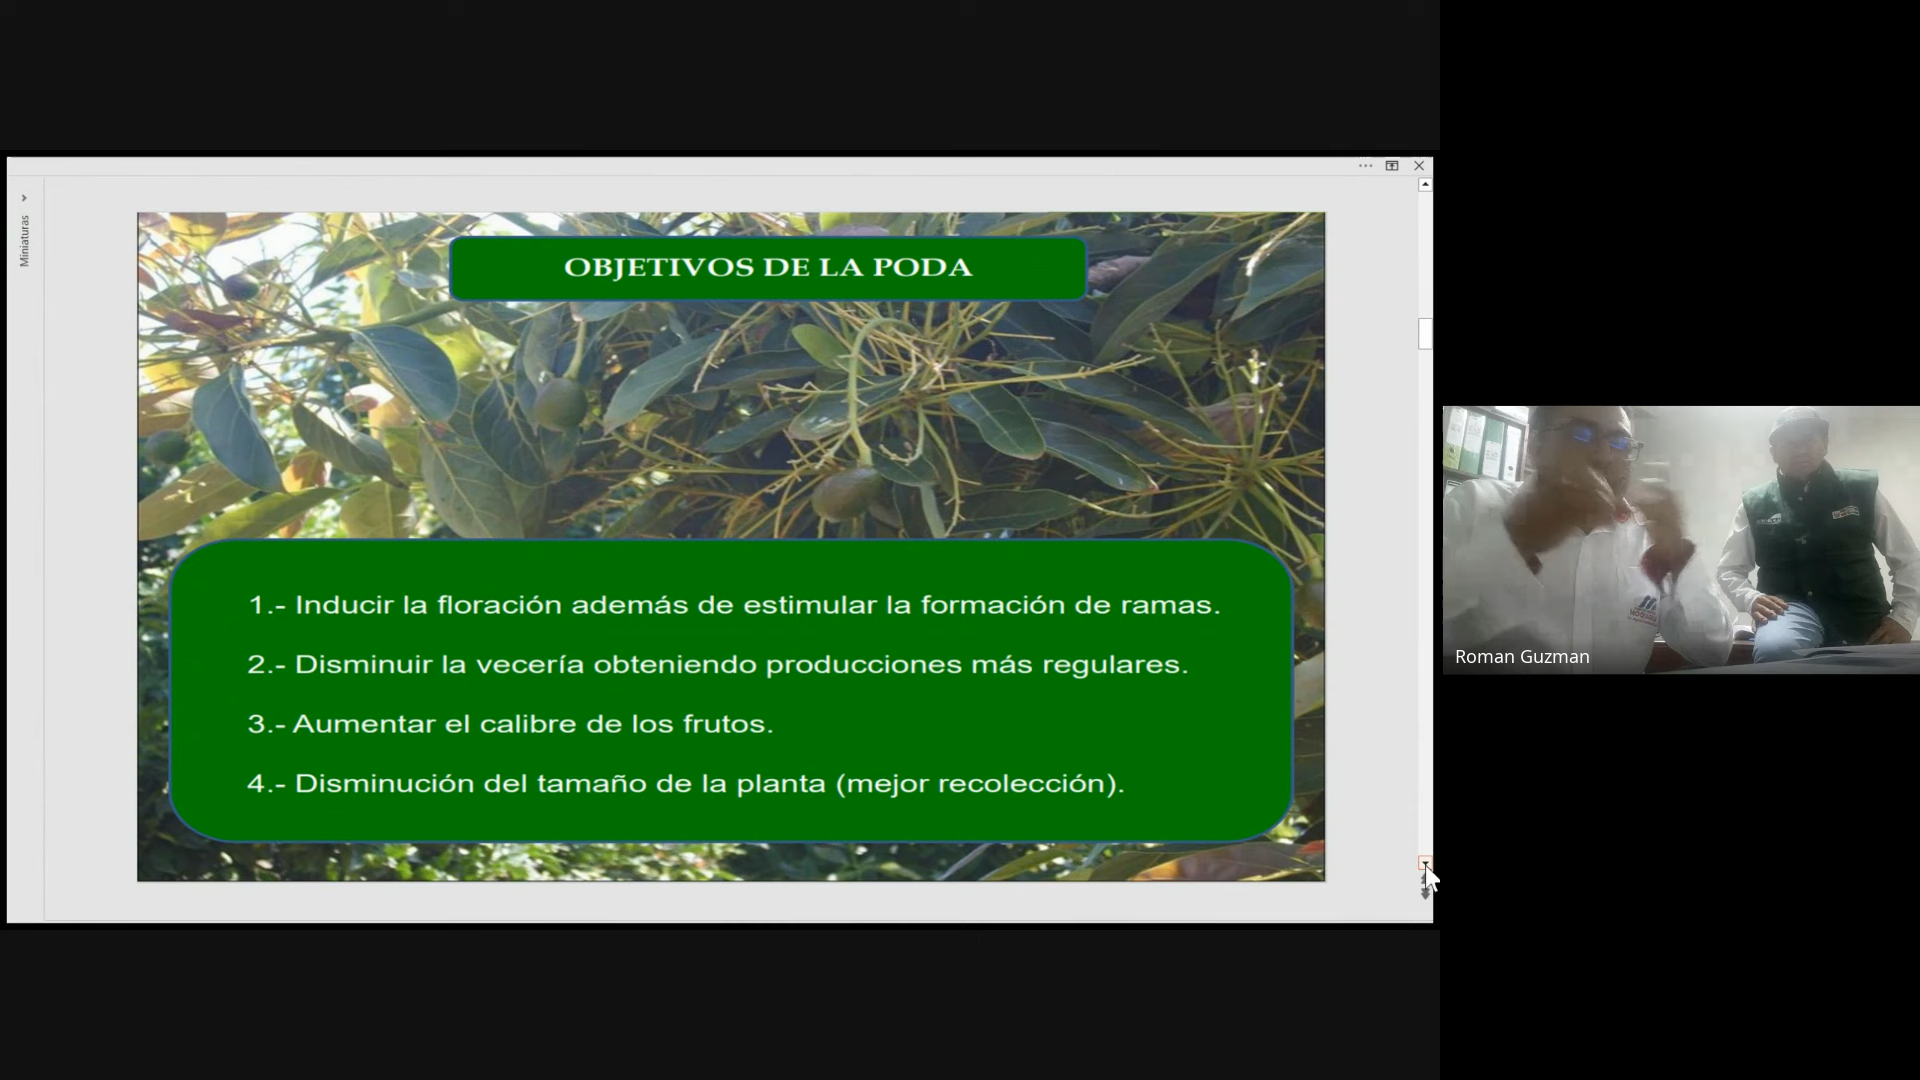 Miniaturas
OBJETIVOS DE LA PODA
1.- Inducir la floración además de estimular la formación de ramas.
2.- Disminuir la vecería obteniendo producciones más regulares.
3.- Aumentar el calibre de los frutos.
4.- Disminución del tamaño de la planta (mejor recolección).
Roman Guzman